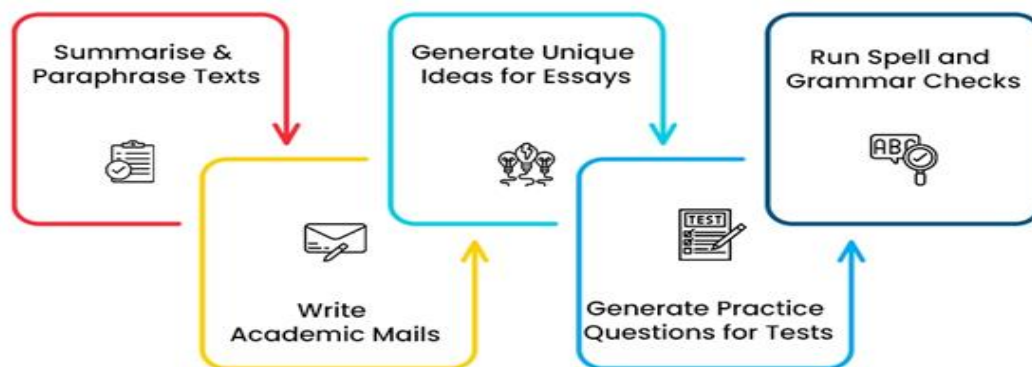 Summarise &
Paraphrase Texts
Write
Academic Mails
Generate Unique
Ideas for Essays
Generate Practice
Questions for Tests
TEST
Run Spell and
Grammar Checks
ABC